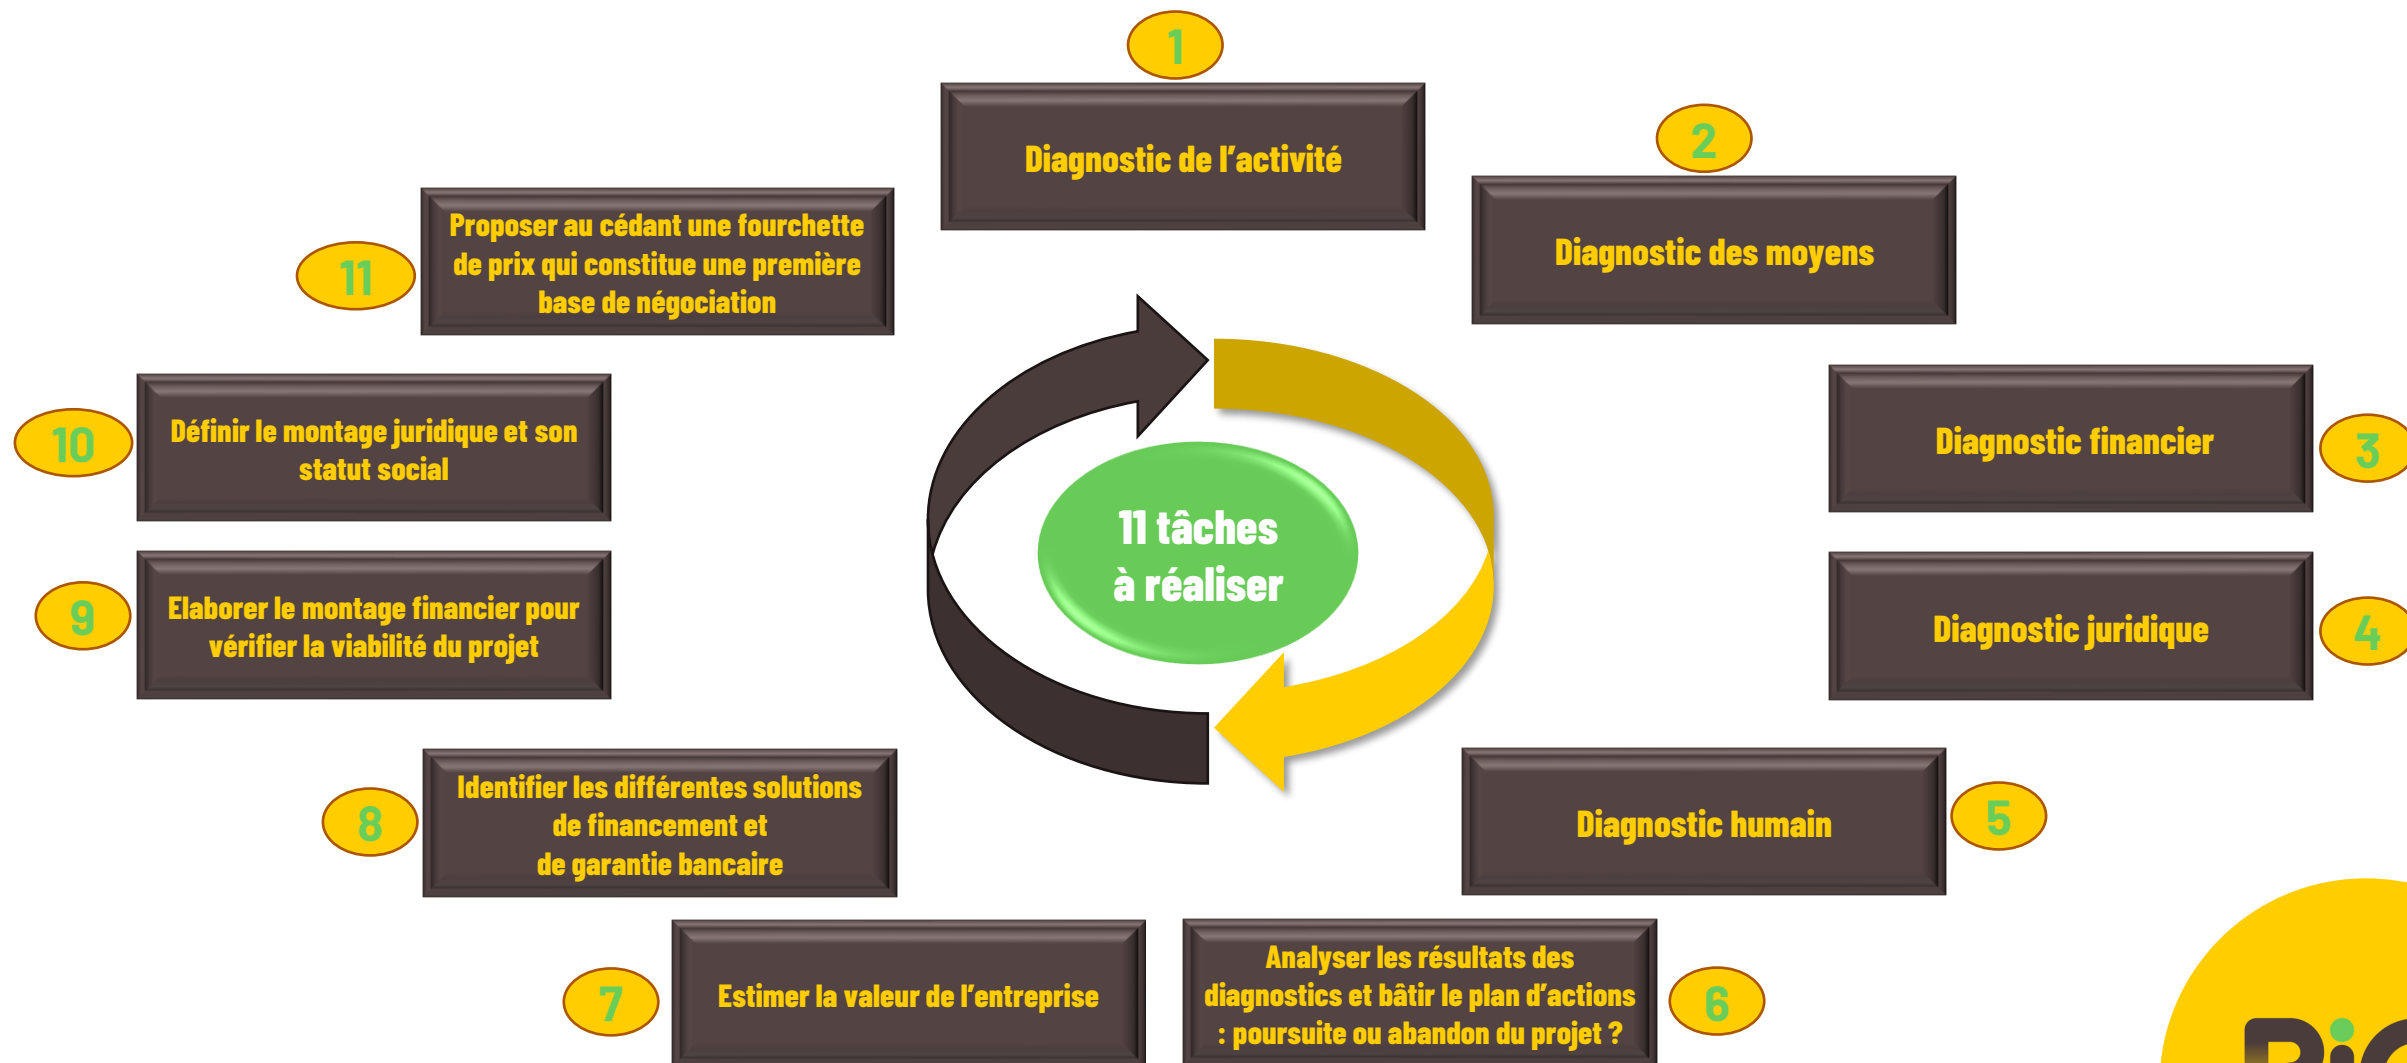 1
Diagnostic de l’activité
2
Diagnostic des moyens
3
Diagnostic financier
4
Diagnostic juridique
5
Diagnostic humain
6
Analyser les résultats des
diagnostics et bâtir le plan d’actions
: poursuite ou abandon du projet ?
7
Estimer la valeur de l’entreprise
8
Identifier les différentes solutions
de financement et
de garantie bancaire
9
Elaborer le montage financier pour
vérifier la viabilité du projet
10
Définir le montage juridique et son
statut social
11
Proposer au cédant une fourchette
de prix qui constitue une première
base de négociation
11 tâches
à réaliser